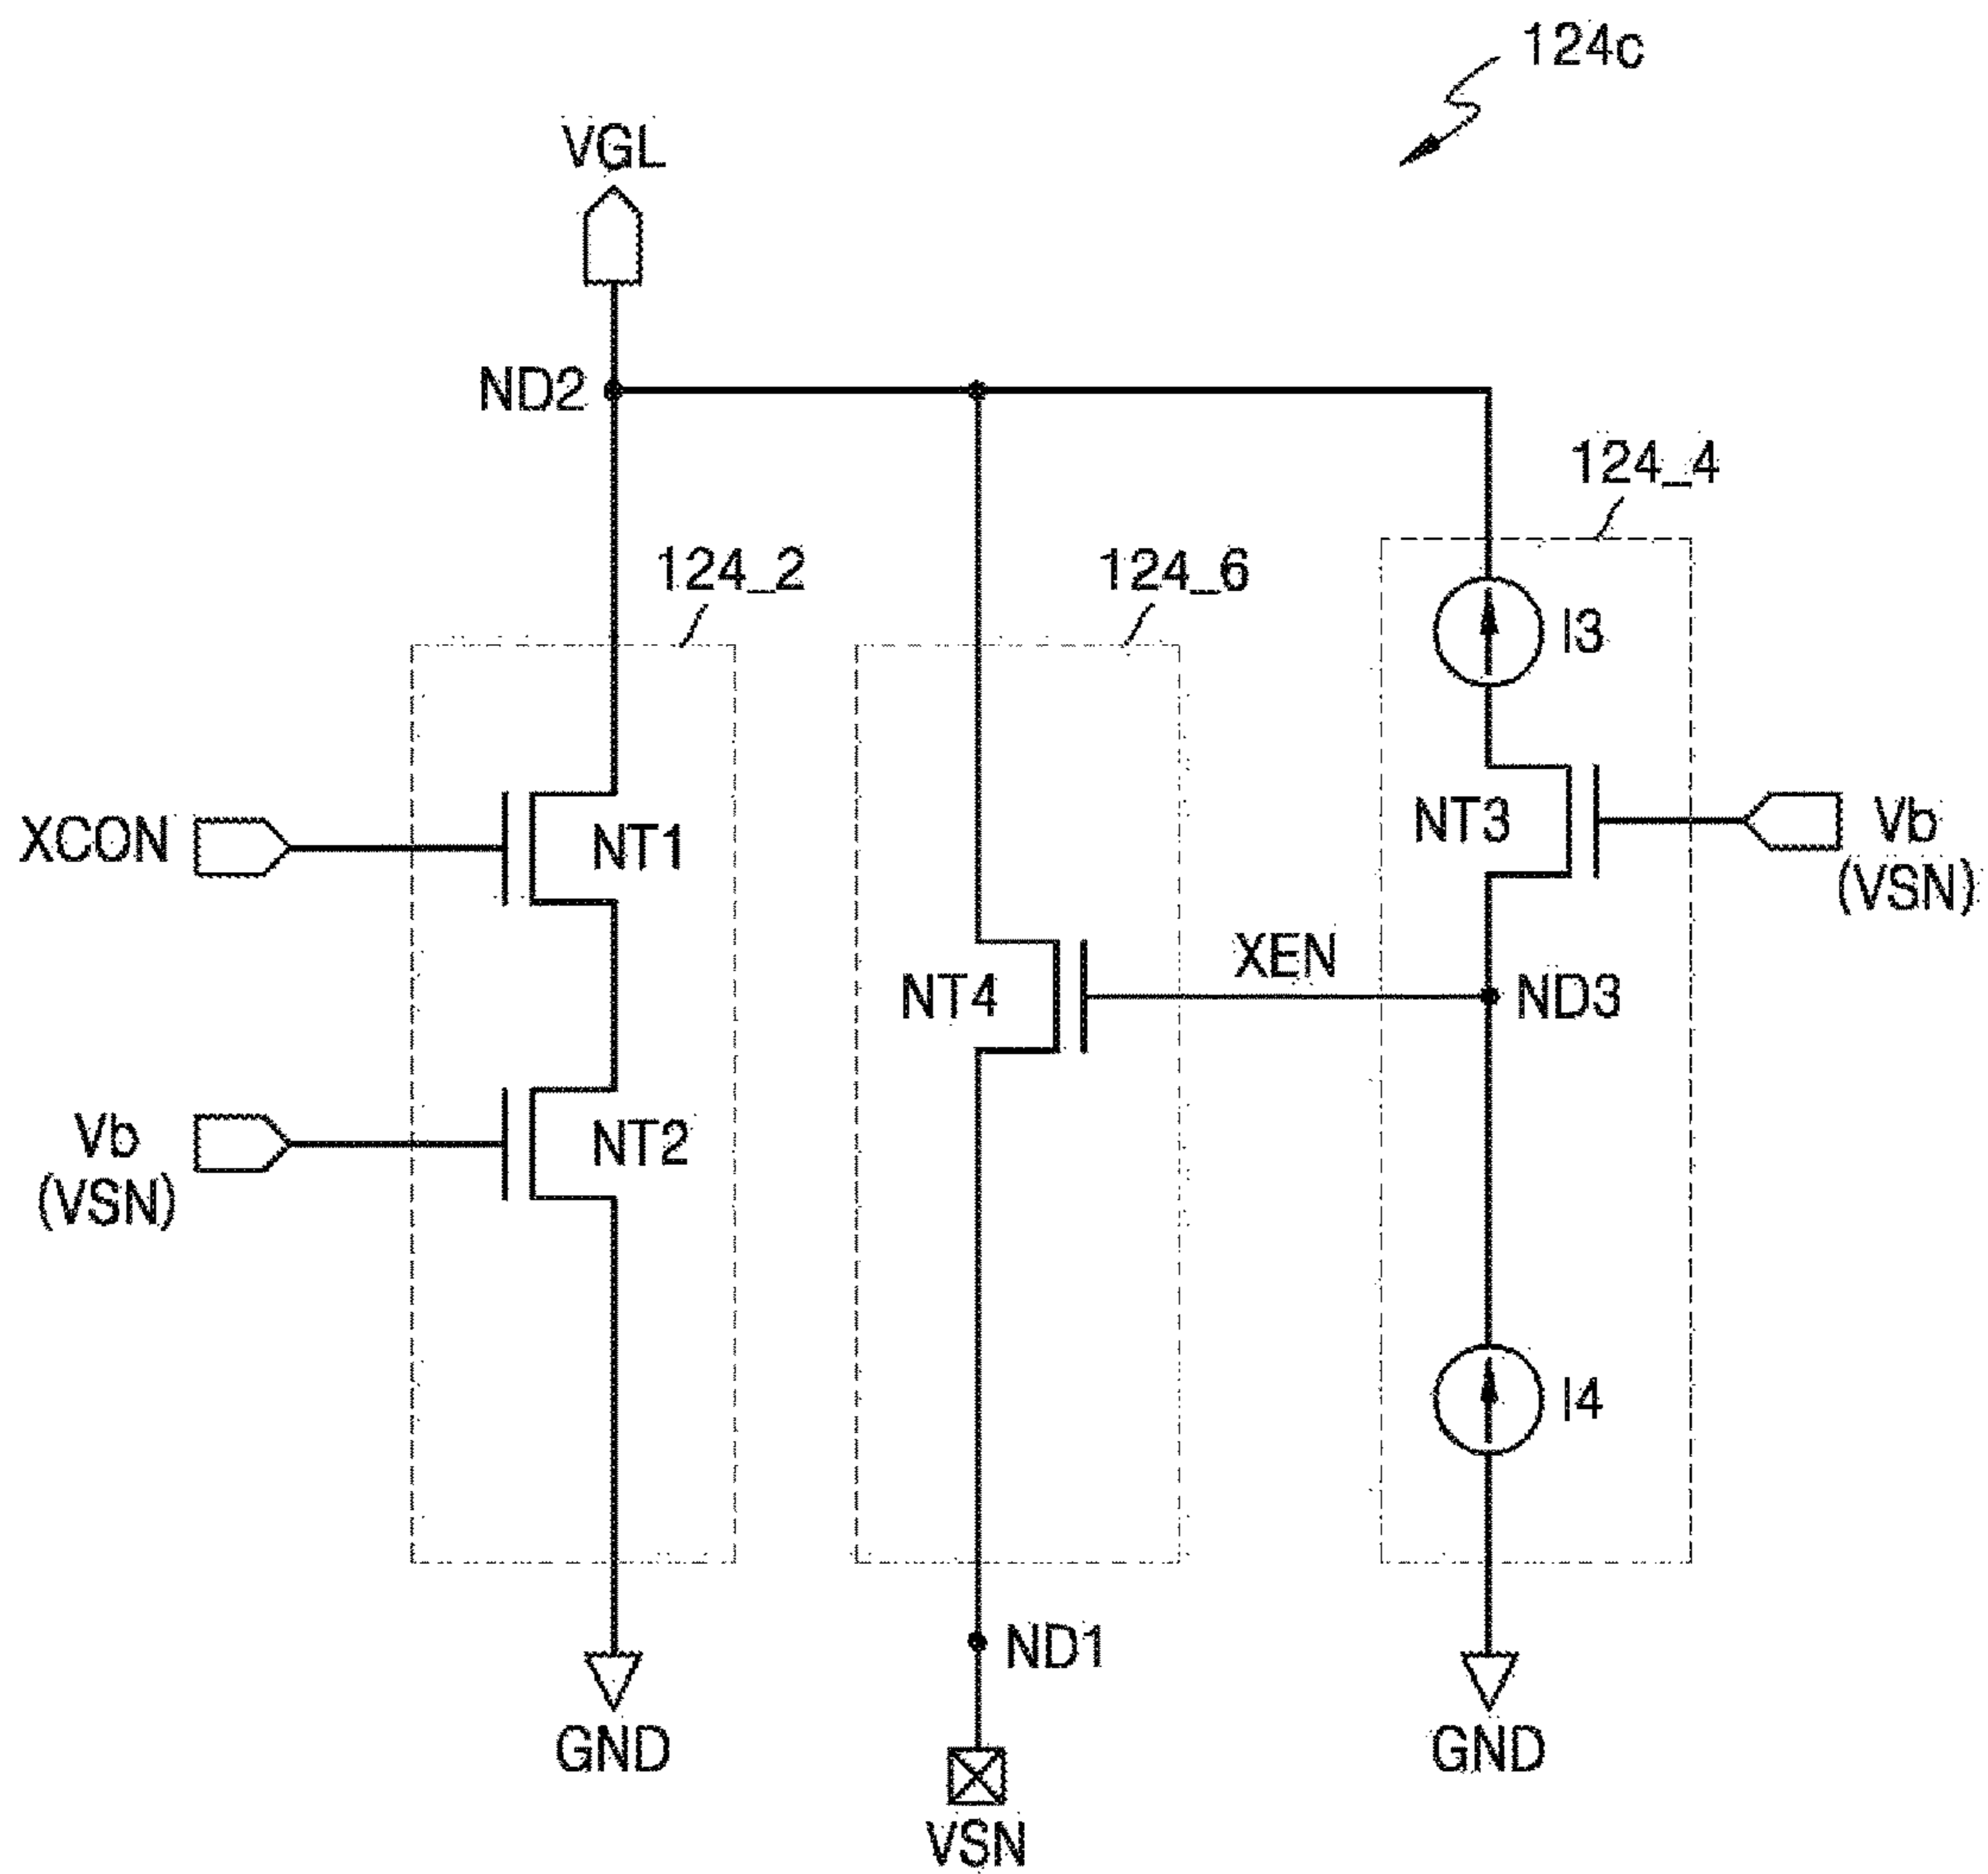 124c
VGL
ND2
124_4
124_2
124_6
I3
XCON
NT1
NT3
Vb
(VSN)
XEN
NT4
ND3
Vb
(VSN)
NT2
I4
ND1
GND
GND
VSN